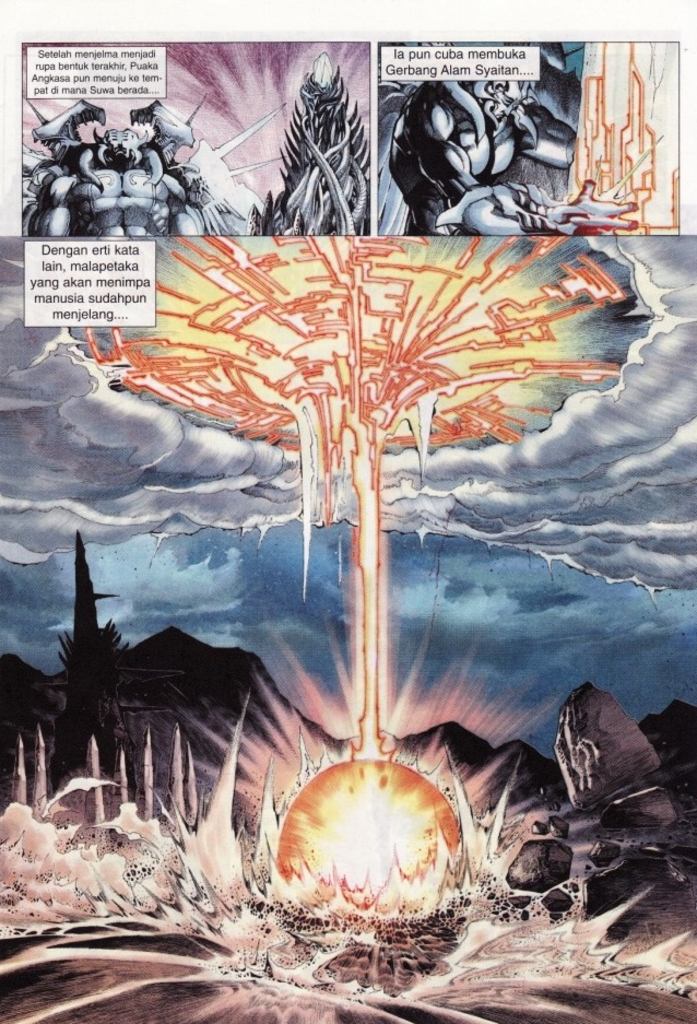 Setelah menjelma menjadi
rupa bentuk terakhir, Puaka
Angkasa pun menuju ke tem-
pat di mana Suwa berada....
Ia pun cuba membuka
Gerbang Alam Syaitan....
Dengan erti kata
lain, malapetaka
yang akan menimpa
manusia sudahpun
menjelang....